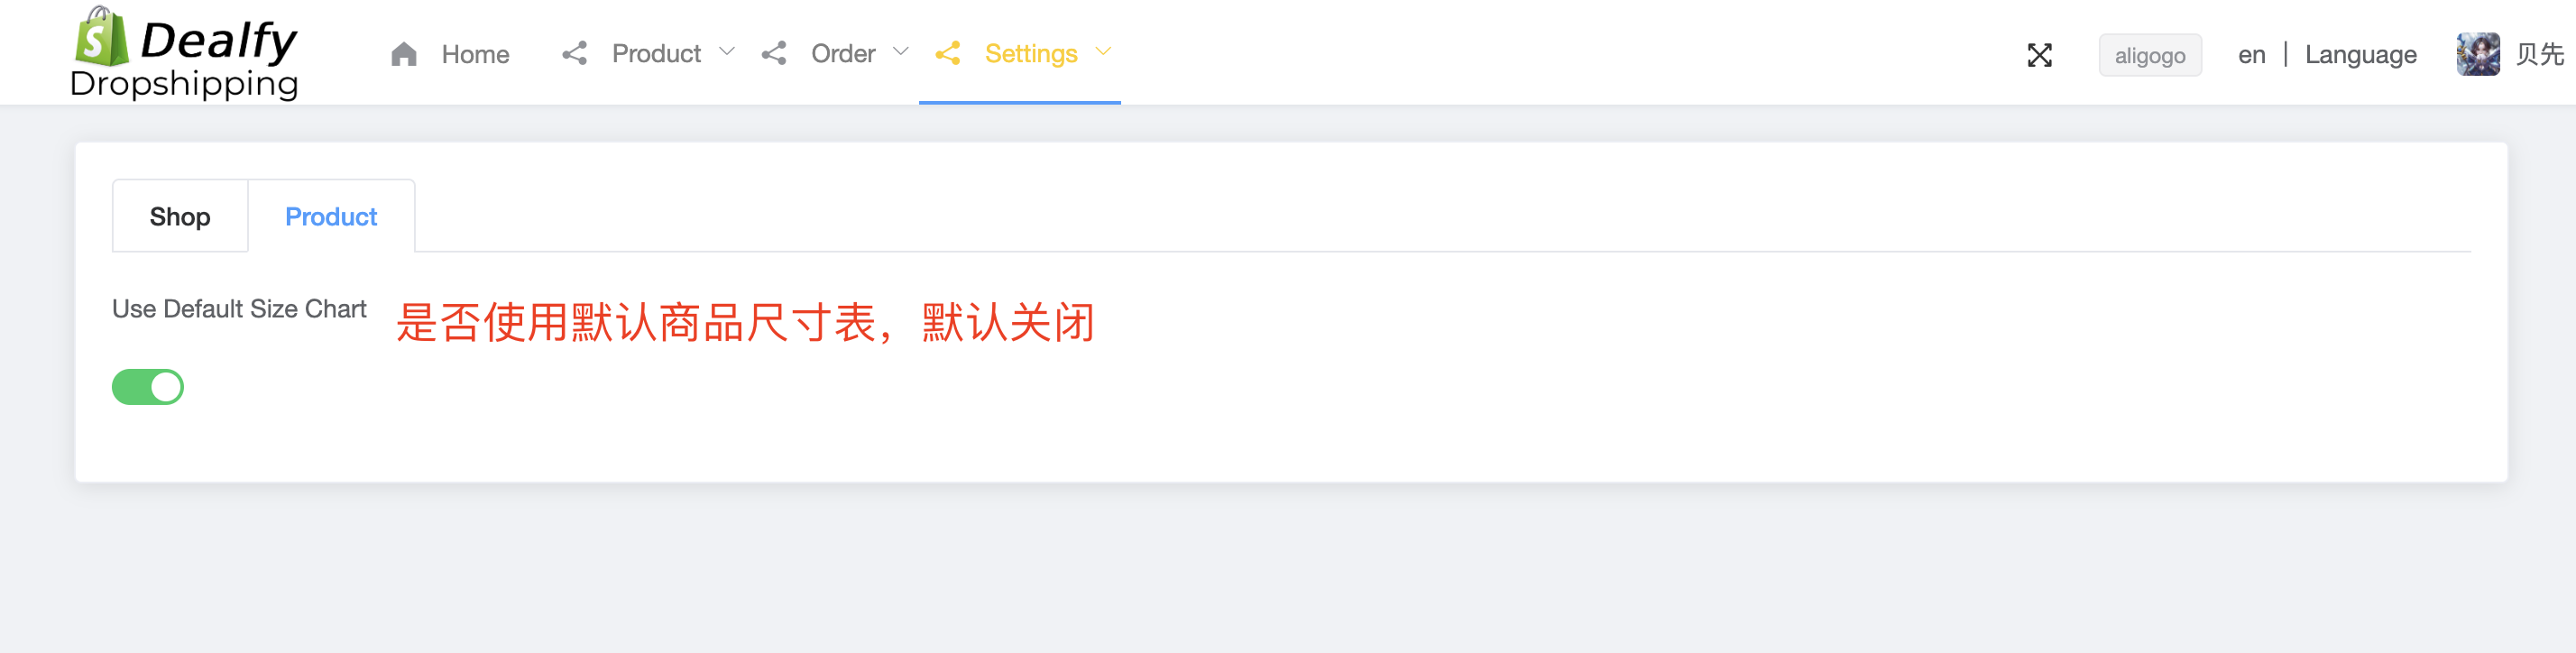 Dealfy
Dropshipping
Home
Product
Order
Settings
aligogo
en | Language
贝先
Shop
Product
Use Default Size Chart
是否使用默认商品尺寸表，默认关闭